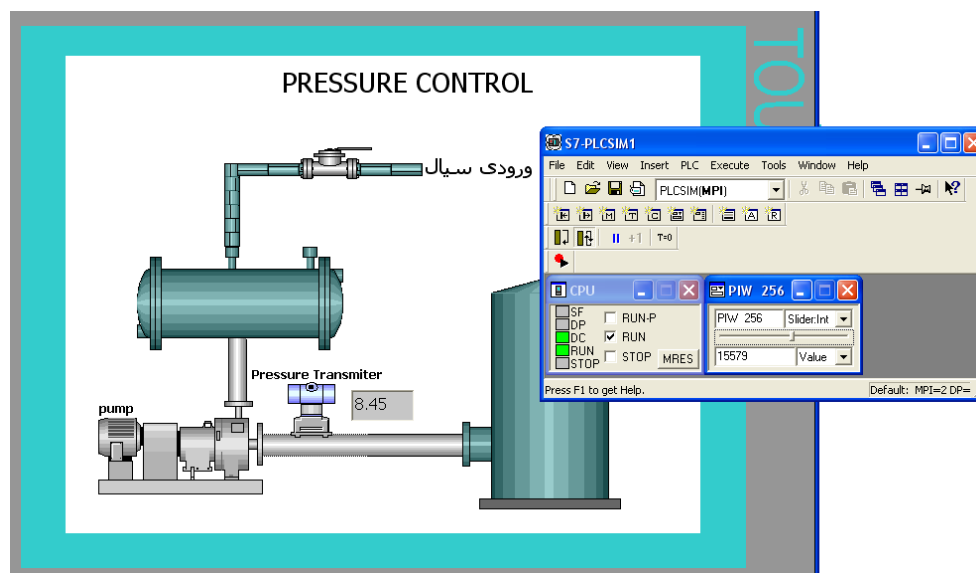 PRESSURE CONTROL
TOU
ورودی سیال
Pressure Transmiter
8.45
pump
S7-PLCSIM1
File Edit View Insert PLC Execute Tools Window Help
PLCSIM(MPI)
+1 T=0
CPU
SF
DP
DC
RUN
STOP
RUN-P
RUN
STOP
MRES
PIW 256
PIW 256 Slider:Int
15579 Value
Press F1 to get Help.
Default: MPI=2 DP=